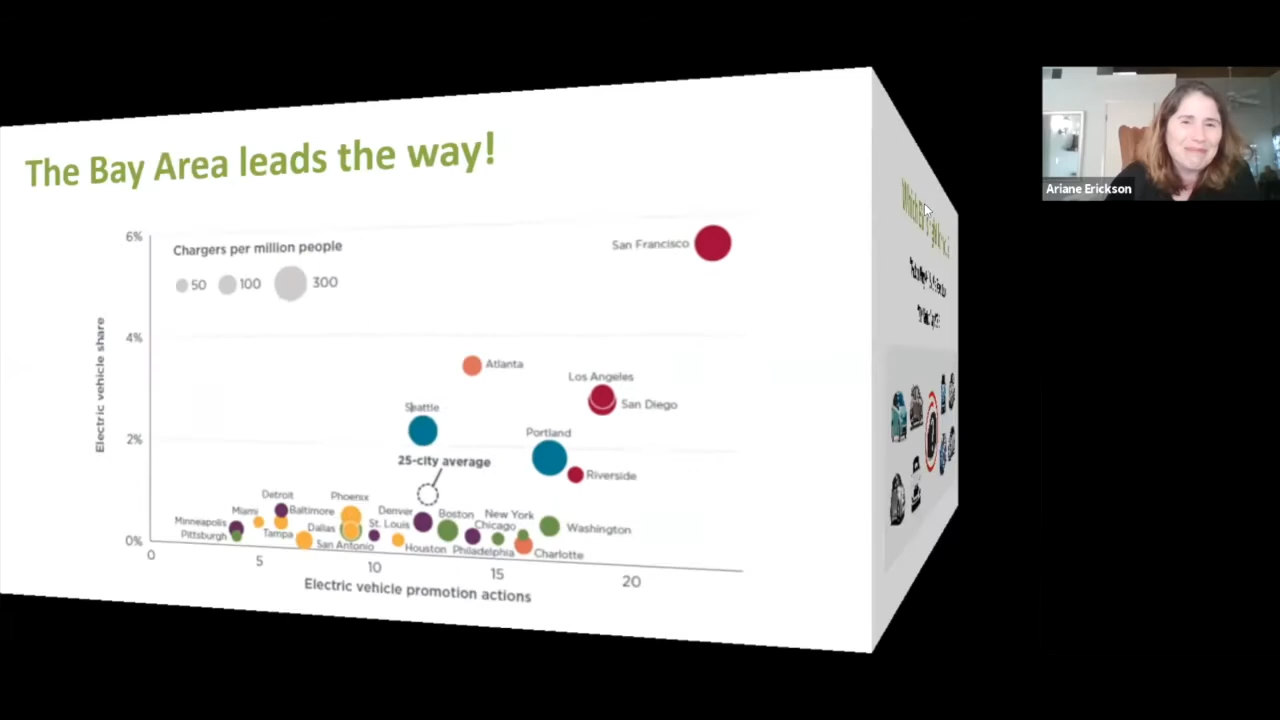 The Bay Area leads the way!
Chargers per million people
50 100 300
Electric vehicle share
6%
4%
2%
0%
San Francisco
Atlanta
Los Angeles
San Diego
Seattle
Portland
25-city average
Riverside
Detroit
Phoenix
Miami
Baltimore
Denver
Boston
New York
Minneapolis
Dallas
St. Louis
Chicago
Washington
Pittsburgh
Tampa
San Antonio
Houston
Philadelphia
Charlotte
0
5
10
15
20
Electric vehicle promotion actions
Ariane Erickson